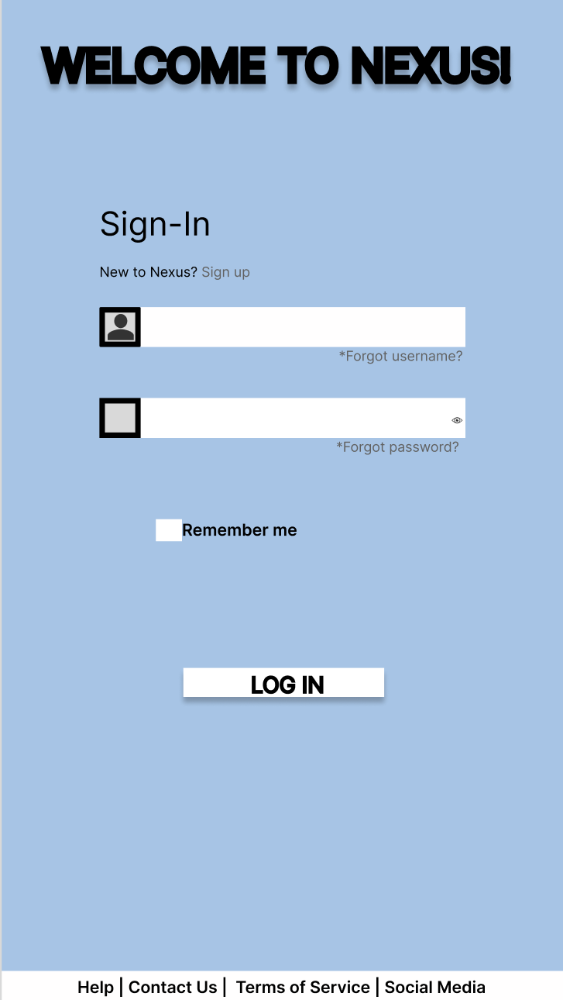 WELCOME TO NEXUS!
Sign-In
New to Nexus? Sign up
*Forgot username?
*Forgot password?
Remember me
LOG IN
Help | Contact Us |  Terms of Service | Social Media